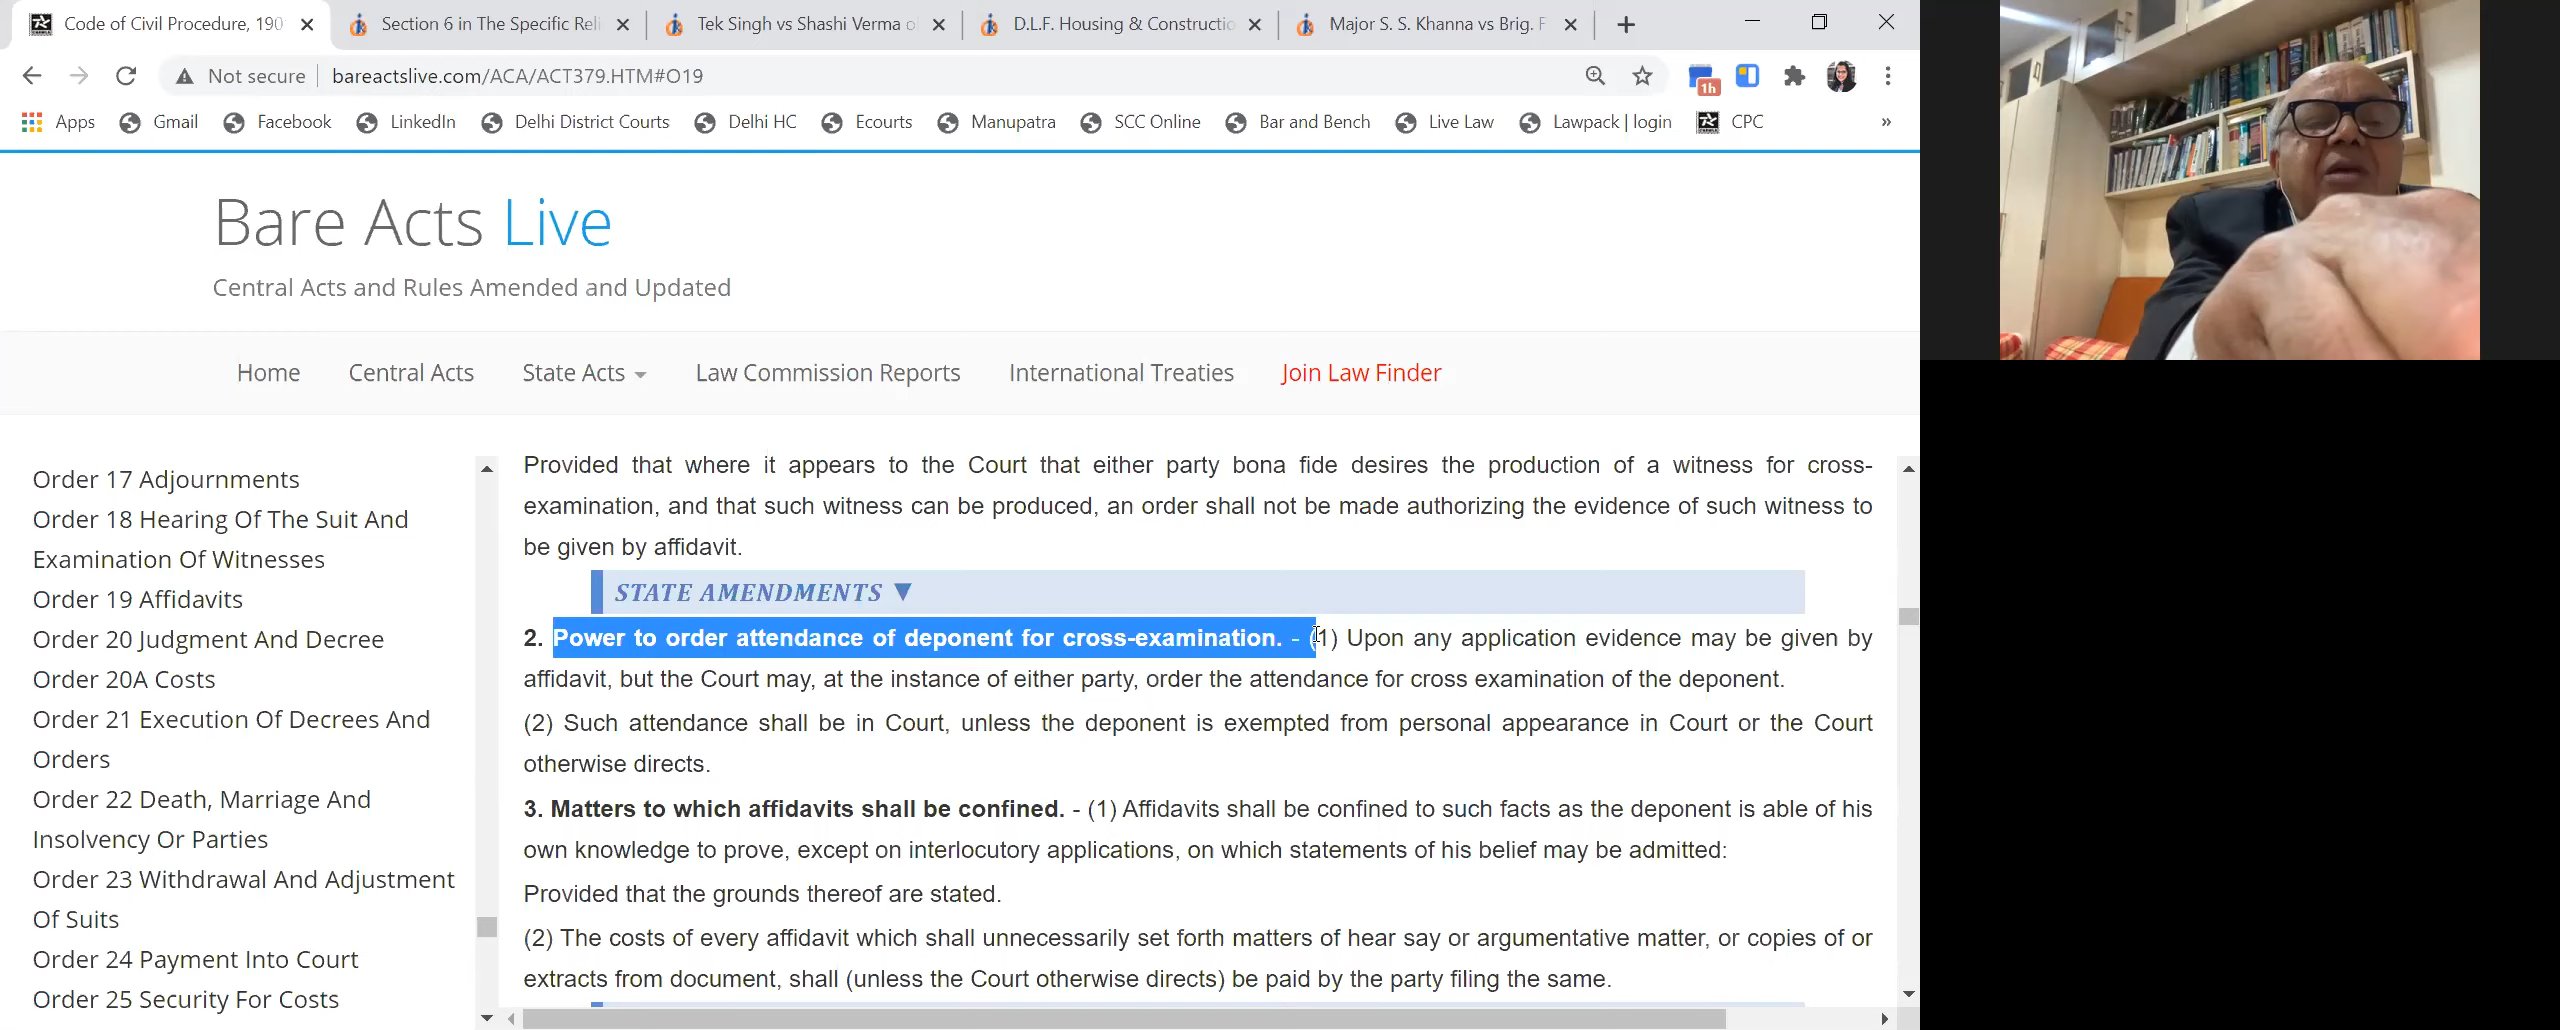 Code of Civil Procedure, 190
Section 6 in The Specific Reli
Tek Singh vs Shashi Verma o
D.L.F. Housing & Constructio
Major S. S. Khanna vs Brig. F
Not secure
bareactslive.com/ACA/ACT379.HTM#O19
1h
Apps
Gmail
Facebook
LinkedIn
Delhi District Courts
Delhi HC
Ecourts
Manupatra
SCC Online
Bar and Bench
Live Law
Lawpack | login
CPC
»
Bare Acts Live
Central Acts and Rules Amended and Updated
Home
Central Acts
State Acts
Law Commission Reports
International Treaties
Join Law Finder
Order 17 Adjournments
Order 18 Hearing Of The Suit And
Examination Of Witnesses
Order 19 Affidavits
Order 20 Judgment And Decree
Order 20A Costs
Order 21 Execution Of Decrees And
Orders
Order 22 Death, Marriage And
Insolvency Or Parties
Order 23 Withdrawal And Adjustment
Of Suits
Order 24 Payment Into Court
Order 25 Security For Costs
Provided that where it appears to the Court that either party bona fide desires the production of a witness for cross-
examination, and that such witness can be produced, an order shall not be made authorizing the evidence of such witness to
be given by affidavit.
STATE AMENDMENTS ▼
2. Power to order attendance of deponent for cross-examination. - (1) Upon any application evidence may be given by
affidavit, but the Court may, at the instance of either party, order the attendance for cross examination of the deponent.
(2) Such attendance shall be in Court, unless the deponent is exempted from personal appearance in Court or the Court
otherwise directs.
3. Matters to which affidavits shall be confined. - (1) Affidavits shall be confined to such facts as the deponent is able of his
own knowledge to prove, except on interlocutory applications, on which statements of his belief may be admitted:
Provided that the grounds thereof are stated.
(2) The costs of every affidavit which shall unnecessarily set forth matters of hear say or argumentative matter, or copies of or
extracts from document, shall (unless the Court otherwise directs) be paid by the party filing the same.